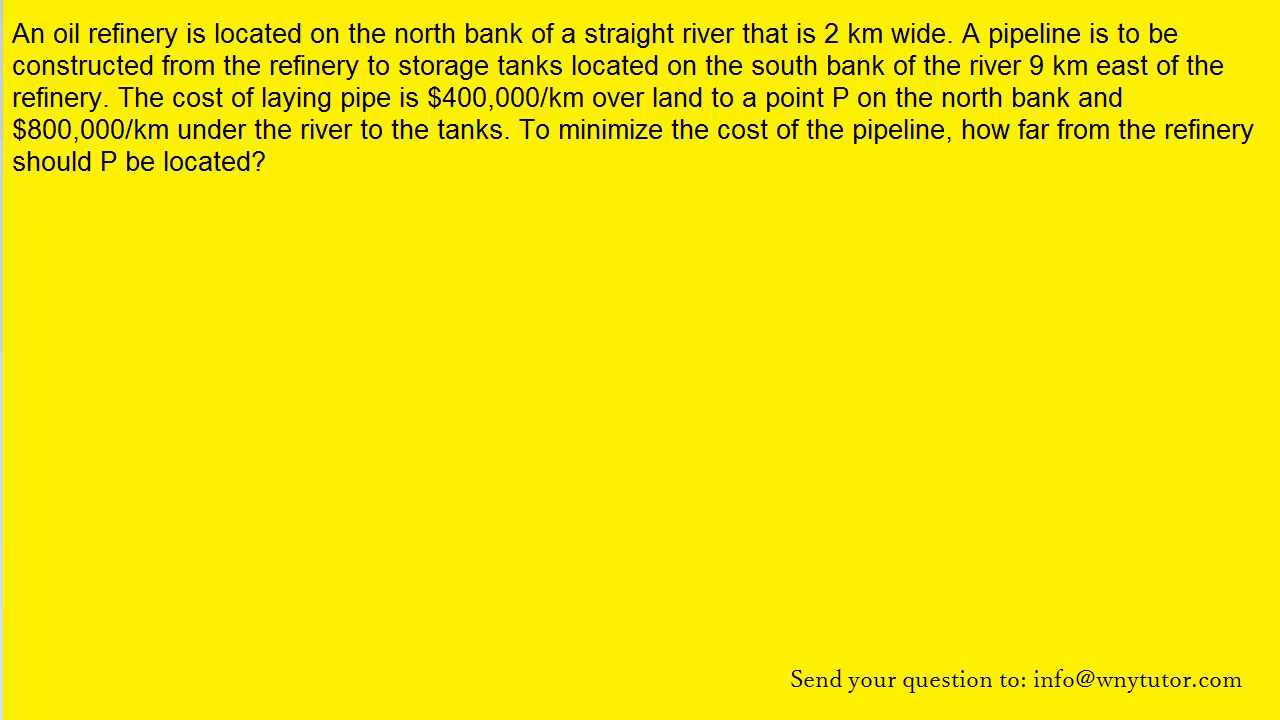 An oil refinery is located on the north bank of a straight river that is 2 km wide. A pipeline is to be
constructed from the refinery to storage tanks located on the south bank of the river 9 km east of the
refinery. The cost of laying pipe is $400,000/km over land to a point P on the north bank and
$800,000/km under the river to the tanks. To minimize the cost of the pipeline, how far from the refinery
should P be located?
Send your question to: info@wnytutor.com